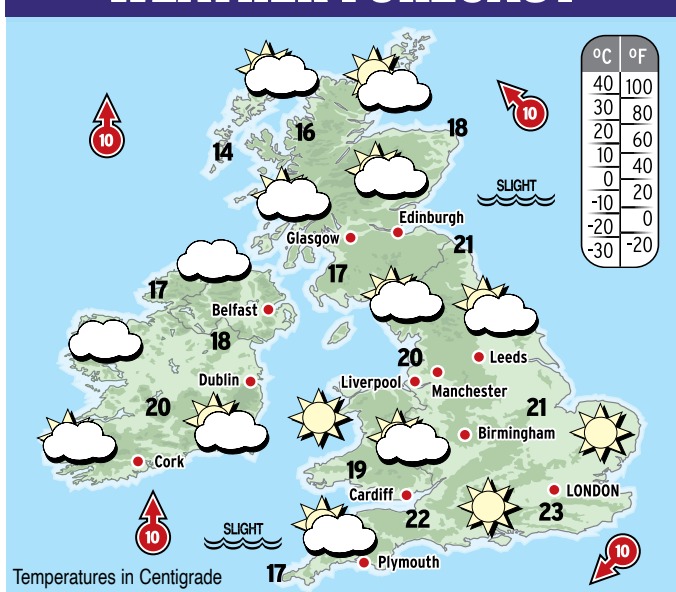 WEATHER FORECAST
°C °F
40 100
30 80
20 60
10 40
0 20
-10 0
-20 -20
-30
10
10
16
18
14
SLIGHT
Edinburgh
Glasgow
21
17
17
Belfast
18
20
Leeds
Dublin
Liverpool
Manchester
20
21
Birmingham
Cork
19
Cardiff
LONDON
22
23
10
SLIGHT
10
Plymouth
17
Temperatures in Centigrade